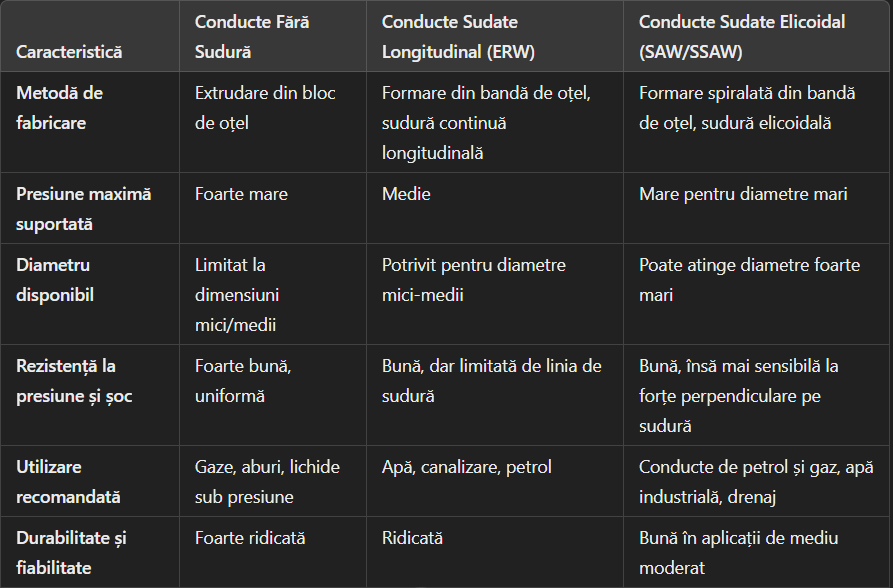 Caracteristică
Conducte Fără
Sudură
Conducte Sudate
Longitudinal (ERW)
Conducte Sudate Elicoidal
(SAW/SSAW)
Metodă de
fabricare
Extrudare din bloc
de oțel
Formare din bandă de oțel,
sudură continuă
longitudinală
Formare spiralată din bandă
de oțel, sudură elicoidală
Presiune maximă
suportată
Foarte mare
Medie
Mare pentru diametre mari
Diametru
disponibil
Limitat la
dimensiuni
mici/medii
Potrivit pentru diametre
mici-medii
Poate atinge diametre foarte
mari
Rezistență la
presiune și șoc
Foarte bună,
uniformă
Bună, dar limitată de linia de
sudură
Bună, însă mai sensibilă la
forțe perpendiculare pe
sudură
Utilizare
recomandată
Gaze, aburi, lichide
sub presiune
Apă, canalizare, petrol
Conducte de petrol și gaz, apă
industrială, drenaj
Durabilitate și
fiabilitate
Foarte ridicată
Ridicată
Bună în aplicații de mediu
moderat